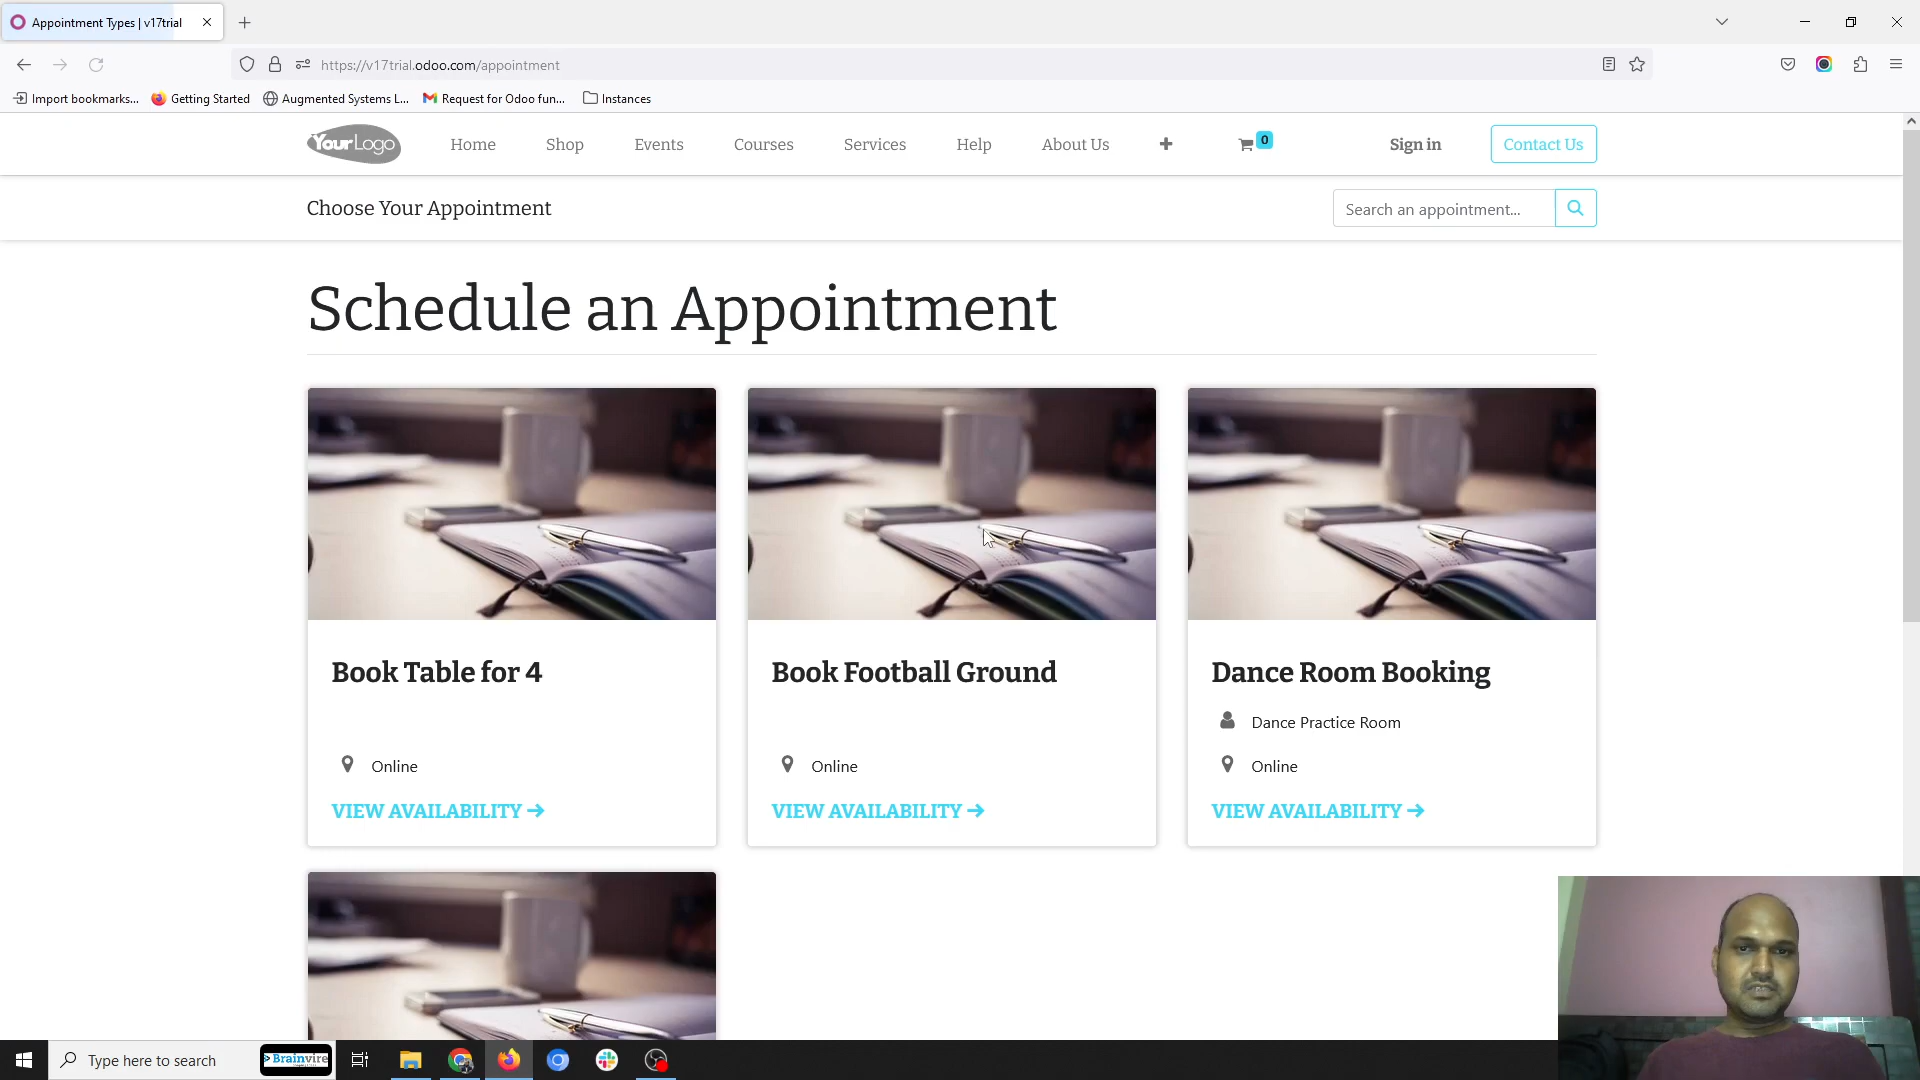 Appointment Types | v17trial
https://v17trial.odoo.com/appointment
Import bookmarks...
Getting Started
Augmented Systems L...
Request for Odoo fun...
Instances
YourLogo
Home
Shop
Events
Courses
Services
Help
About Us
0
Sign in
Contact Us
Choose Your Appointment
Search an appointment...
Schedule an Appointment
Book Table for 4
Online
VIEW AVAILABILITY
Book Football Ground
Online
VIEW AVAILABILITY
Dance Room Booking
Dance Practice Room
Online
VIEW AVAILABILITY
Type here to search
Brainvire